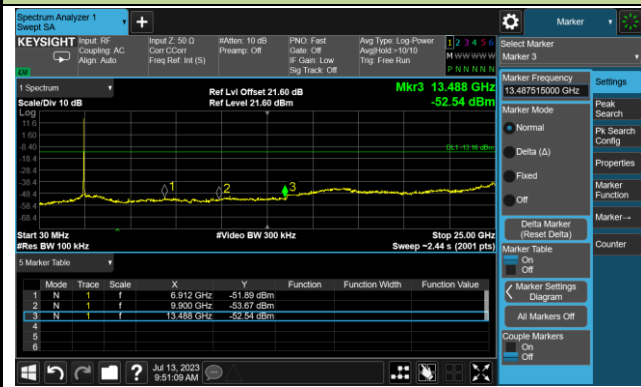 Spectrum Analyzer 1
Swept SA
+
Marker
KEYSIGHT
Input: RF
Coupling: AC
Align: Auto
Input Z: 50 Ω
Corr CCorr
Freq Ref: Int (S)
#Atten: 10 dB
Preamp: Off
PNO: Fast
Gate: Off
IF Gain: Low
Sig Track: Off
Avg Type: Log-Power
Avg|Hold:>10/10
Trig: Free Run
1 2 3 4 5 6
M W W W W W
P N N N N N
LXI
Select Marker
Marker 3
1 Spectrum
Scale/Div 10 dB
Ref Lvl Offset 21.60 dB
Ref Level 21.60 dBm
Mkr3 13.488 GHz
-52.54 dBm
Log
11.6
1.60
-8.40
-18.4
-28.4
-38.4
-48.4
-58.4
-68.4
DL1 -13.16 dBm
1
2
3
Start 30 MHz
#Res BW 100 kHz
#Video BW 300 kHz
Stop 25.00 GHz
Sweep ~2.44 s (2001 pts)
5 Marker Table
Mode Trace Scale X Y Function Function Width Function Value
1 N 1 f 6.912 GHz -51.89 dBm
2 N 1 f 9.900 GHz -53.67 dBm
3 N 1 f 13.488 GHz -52.54 dBm
4
5
6
Marker Frequency
13.487515000 GHz
Marker Mode
Normal
Delta (Δ)
Fixed
Off
Delta Marker
(Reset Delta)
Marker Table
On
Off
Marker Settings
Diagram
All Markers Off
Couple Markers
On
Off
Settings
Peak
Search
Pk Search
Config
Properties
Marker
Function
Marker→
Counter
?
Jul 13, 2023
9:51:09 AM